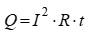 Q = I² · R · t